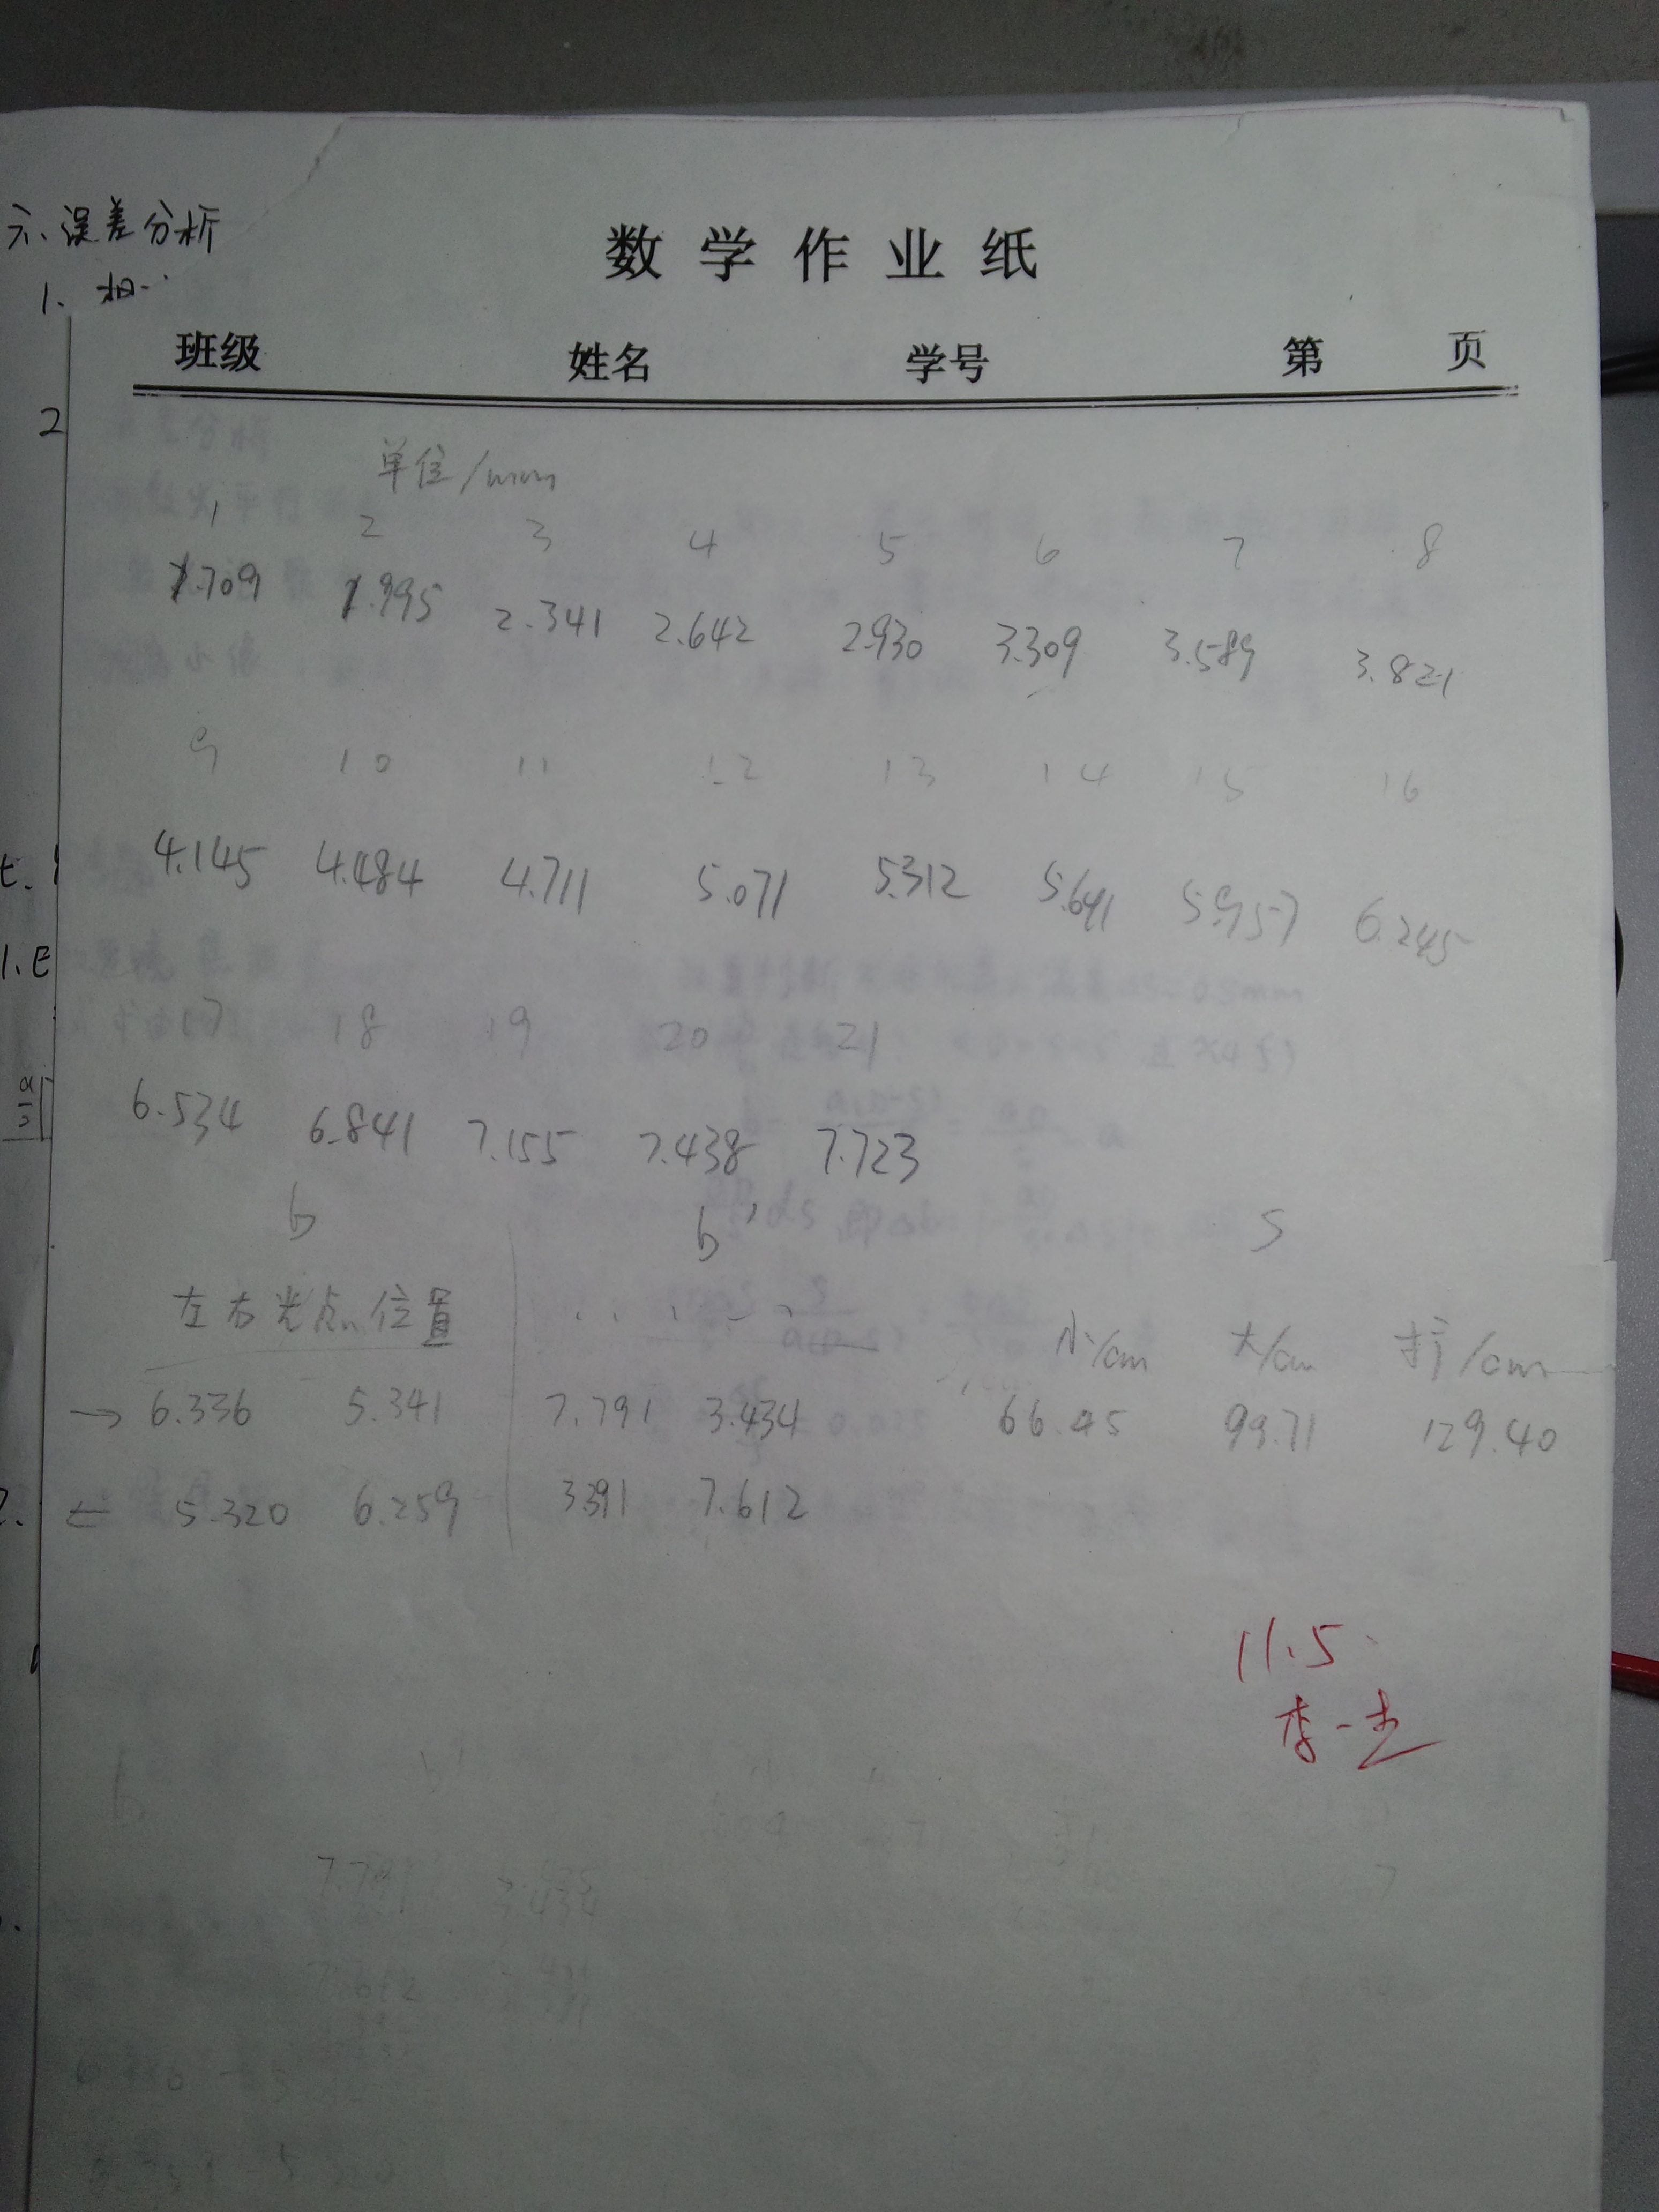 六、误差分析
1.
数学作业纸
班级 姓名 学号 第 页
2
单位/mm
1 2 3 4 5 6 7 8
1.709 1.995 2.341 2.642 2.930 3.309 3.589 3.821
9 10 11 12 13 14 15 16
4.145 4.484 4.711 5.071 5.312 5.641 5.957 6.245
17 18 19 20 21
6.534 6.841 7.155 7.438 7.723
b b' S
左右光点位置 小/cm 大/cm /cm
→ 6.336 5.341 7.791 3.434 66.45 99.71 129.40
← 5.320 6.259 3.391 7.612
11.5
李